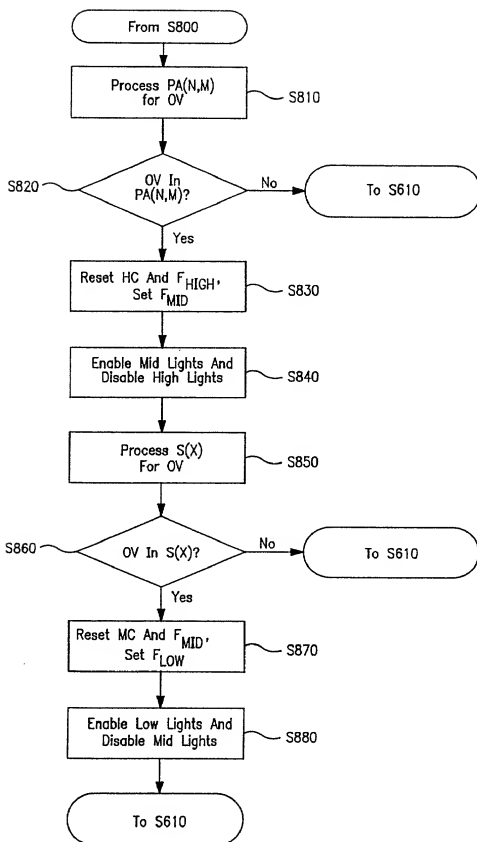 From S800
Process PA(N,M)
for OV
S810
OV In
PA(N,M)?
S820
No
To S610
Yes
Reset HC And F_HIGH,
Set F_MID
S830
Enable Mid Lights And
Disable High Lights
S840
Process S(X)
For OV
S850
OV In S(X)?
S860
No
To S610
Yes
Reset MC And F_MID,
Set F_LOW
S870
Enable Low Lights And
Disable Mid Lights
S880
To S610